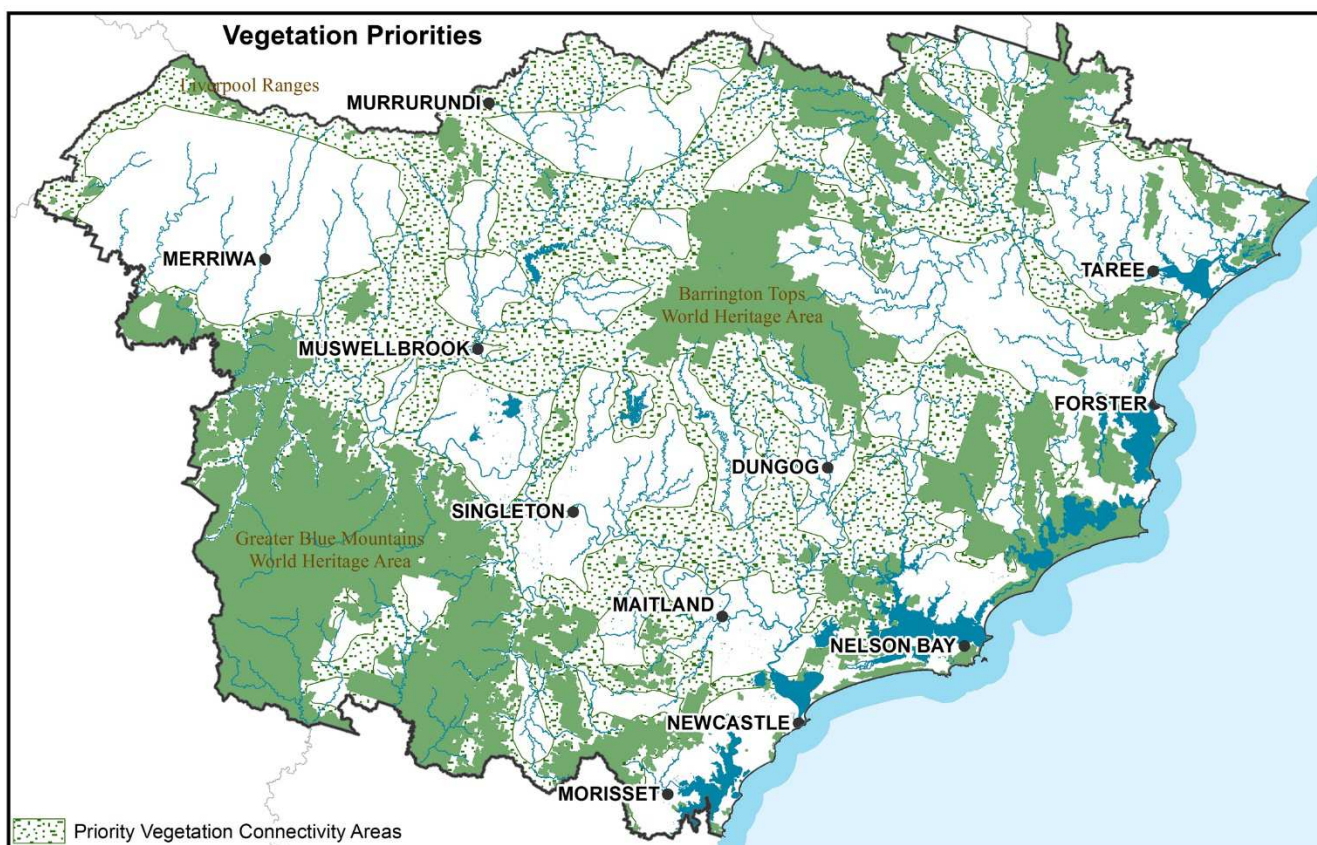 Vegetation Priorities
Liverpool Ranges
MURRURUNDI
MERRIWA
TAREE
Barrington Tops
World Heritage Area
MUSWELLBROOK
FORSTER
DUNGOG
SINGLETON
Greater Blue Mountains
World Heritage Area
MAITLAND
NELSON BAY
NEWCASTLE
MORISSET
Priority Vegetation Connectivity Areas